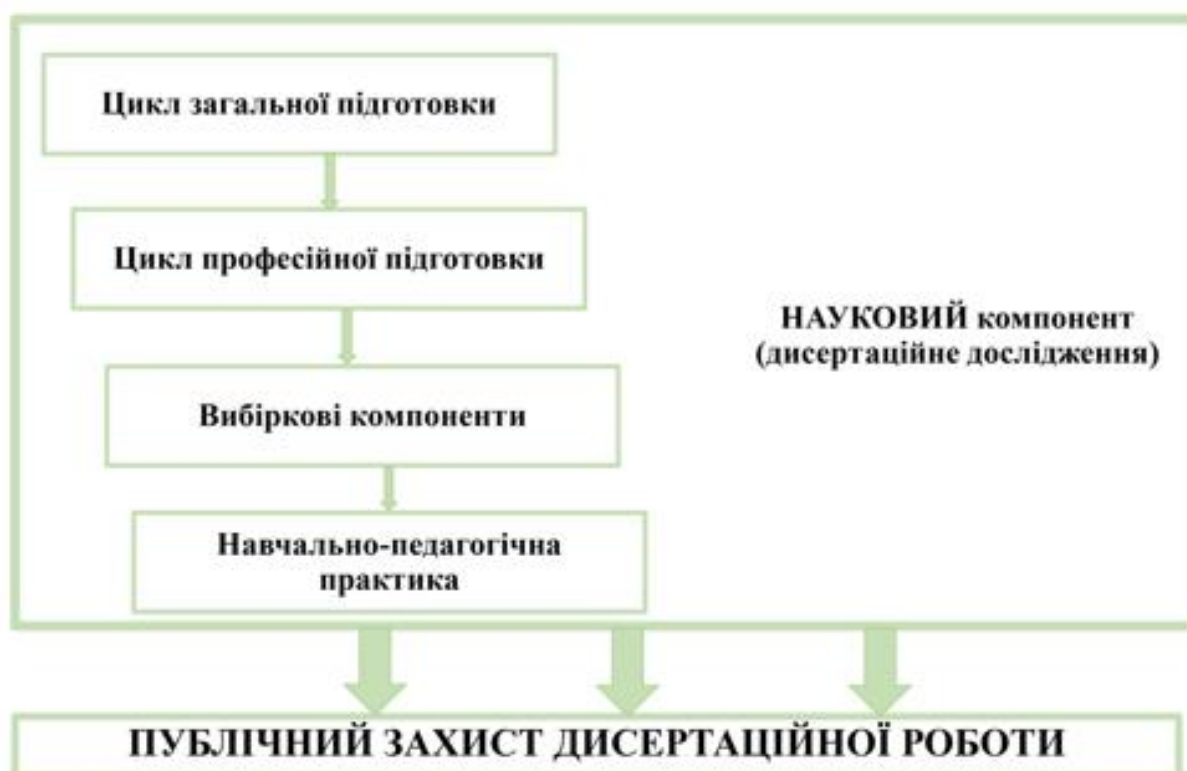 Цикл загальної підготовки
Цикл професійної підготовки
НАУКОВИЙ компонент
(дисертаційне дослідження)
Вибіркові компоненти
Навчально-педагогічна
практика
ПУБЛІЧНИЙ ЗАХИСТ ДИСЕРТАЦІЙНОЇ РОБОТИ